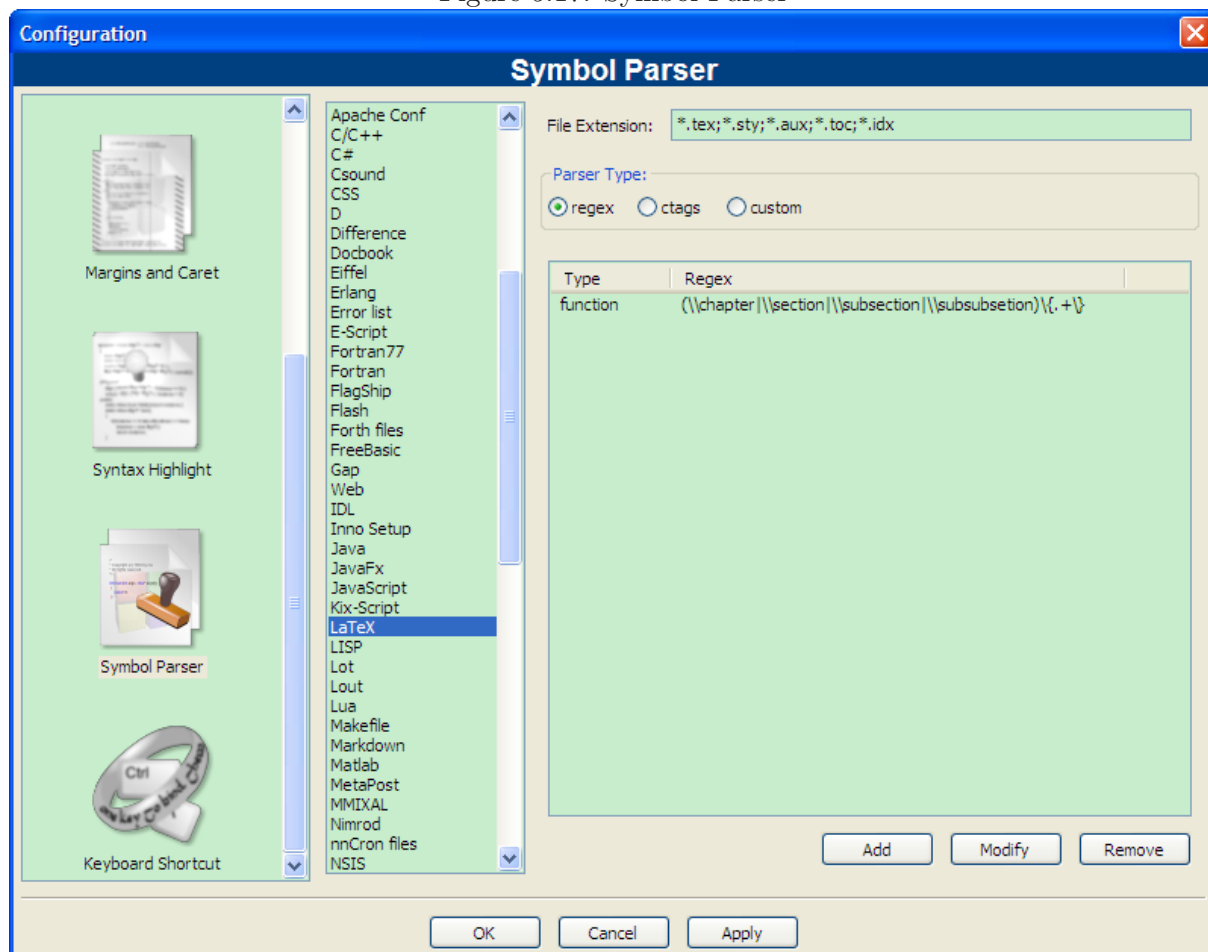 Configuration
Symbol Parser
Margins and Caret
Syntax Highlight
Symbol Parser
Ctrl
Keyboard Shortcut
Apache Conf
C/C++
C#
Csound
CSS
D
Difference
Docbook
Eiffel
Erlang
Error list
E-Script
Fortran77
Fortran
FlagShip
Flash
Forth files
FreeBasic
Gap
Web
IDL
Inno Setup
Java
JavaFx
JavaScript
Kix-Script
LaTeX
LISP
Lot
Lout
Lua
Makefile
Markdown
Matlab
MetaPost
MMIXAL
Nimrod
nnCron files
NSIS
File Extension: *.tex;*.sty;*.aux;*.toc;*.idx
Parser Type:
regex ctags custom
Type Regex
function (\\chapter|\\section|\\subsection|\\subsubsetion)\{.+\}
Add Modify Remove
OK Cancel Apply